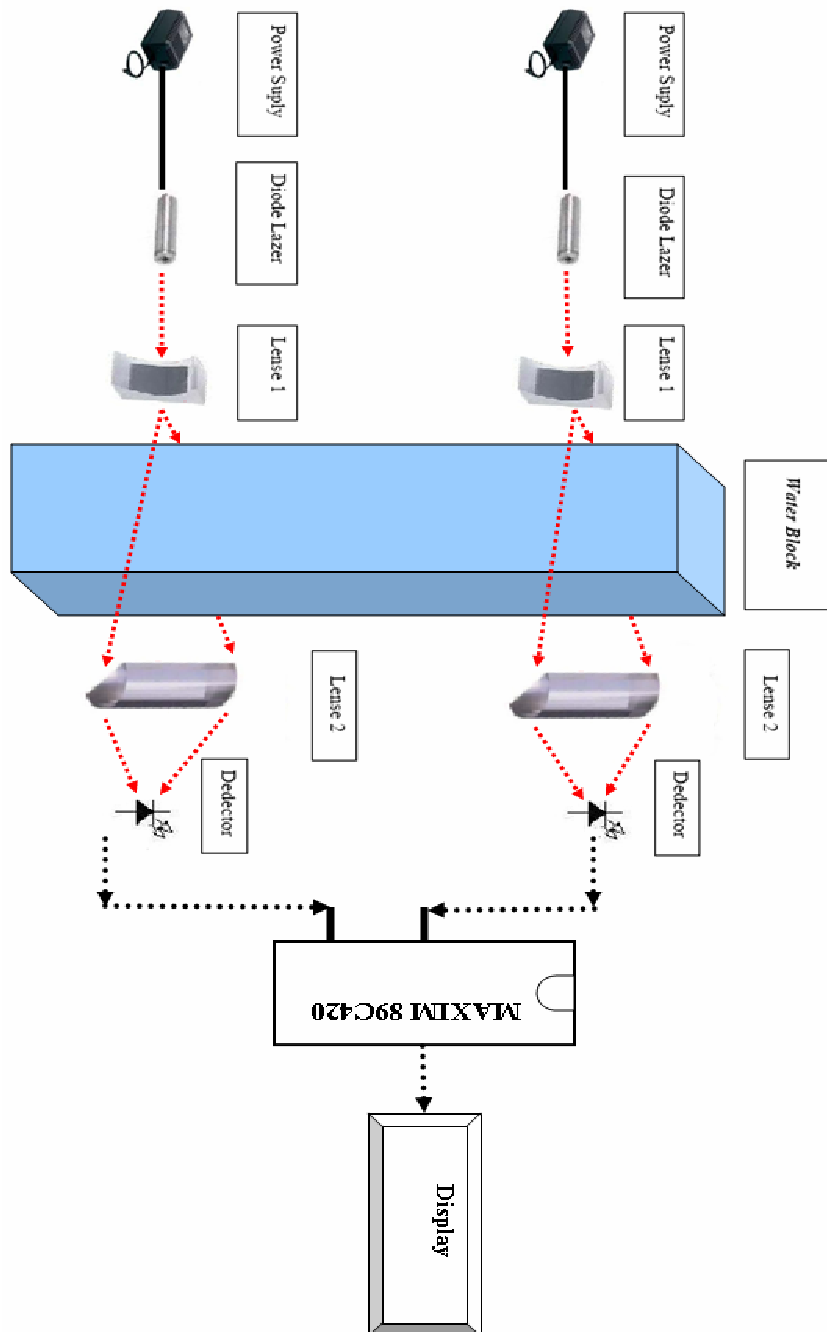 Power Suply
Power Suply
Diode Lazer
Diode Lazer
Lense 1
Lense 1
Water Block
Lense 2
Lense 2
Dedector
Dedector
MAXIM 89C420
Display